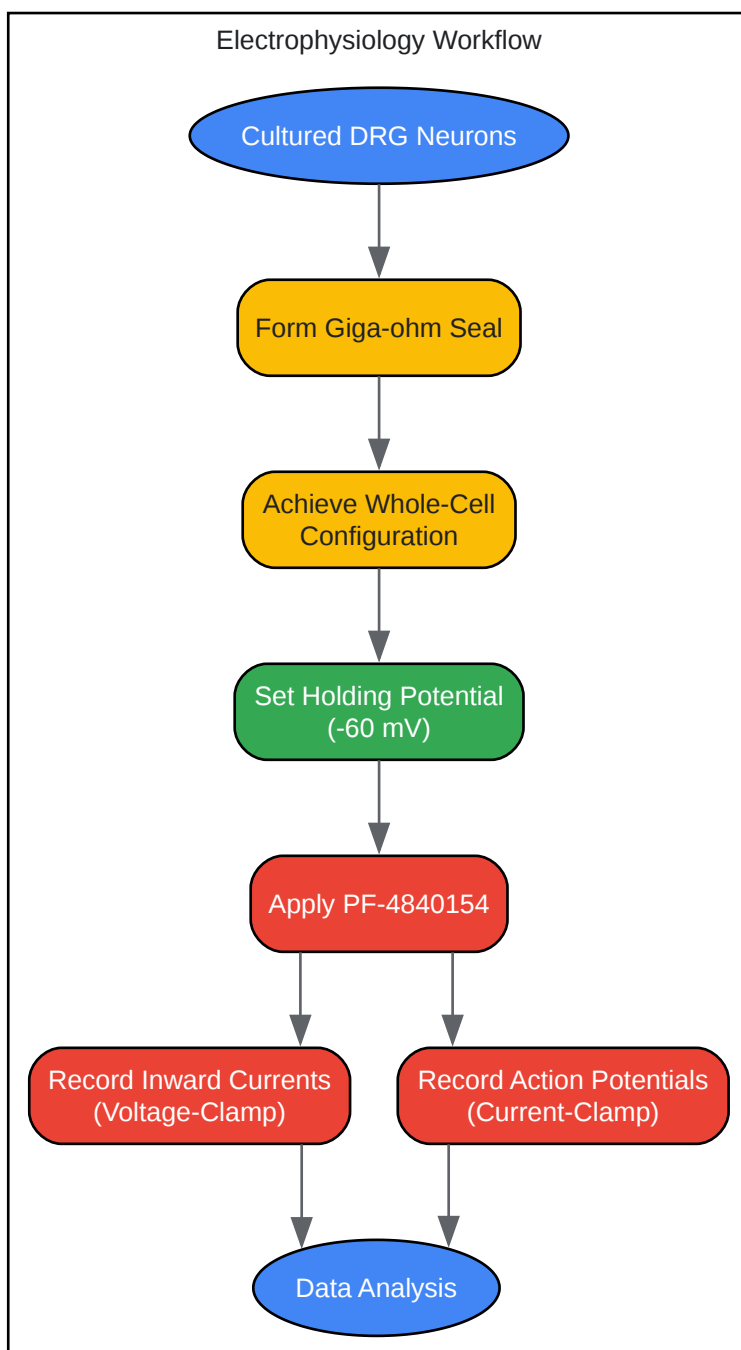 Electrophysiology Workflow
Cultured DRG Neurons
Form Giga-ohm Seal
Achieve Whole-Cell
Configuration
Set Holding Potential
(-60 mV)
Apply PF-4840154
Record Inward Currents
(Voltage-Clamp)
Record Action Potentials
(Current-Clamp)
Data Analysis